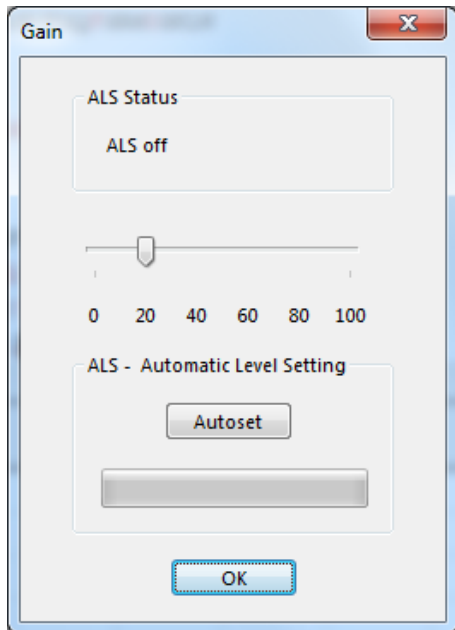 Gain
ALS Status
ALS off
0 20 40 60 80 100
ALS - Automatic Level Setting
Autoset
OK